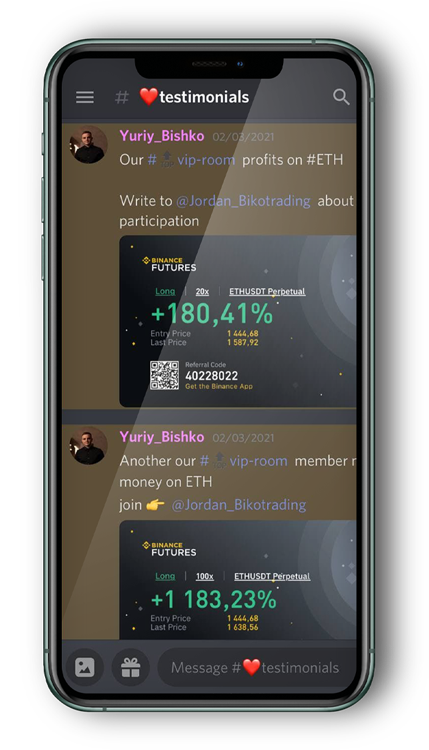 # ❤️testimonials
Yuriy_Bishko 02/03/2021
Our # vip-room profits on #ETH
Write to @Jordan_Bikotrading about
participation
BINANCE
FUTURES
Long | 20x | ETHUSDT Perpetual
+180,41%
Entry Price 1 444,68
Last Price 1 587,92
Referral Code
40228022
Get the Binance App
Yuriy_Bishko 02/03/2021
Another our # vip-room member
money on ETH
join 👉 @Jordan_Bikotrading
BINANCE
FUTURES
Long | 100x | ETHUSDT Perpetual
+1 183,23%
Entry Price 1 444,68
Last Price 1 638,56
Message #❤️testimonials